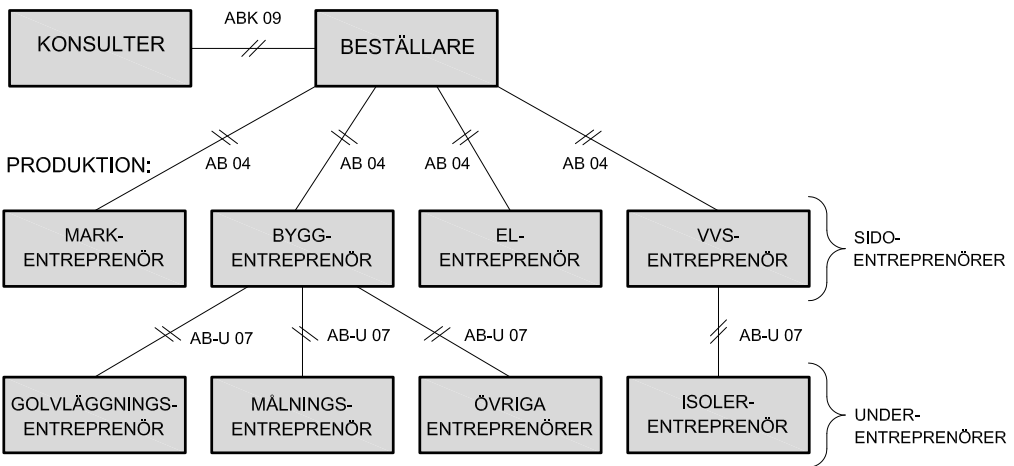 ABK 09
KONSULTER
BESTÄLLARE
PRODUKTION:
AB 04
AB 04
AB 04
AB 04
MARK-
ENTREPRENÖR
BYGG-
ENTREPRENÖR
EL-
ENTREPRENÖR
VVS-
ENTREPRENÖR
SIDO-
ENTREPRENÖRER
AB-U 07
AB-U 07
AB-U 07
AB-U 07
GOLVLÄGGNINGS-
ENTREPRENÖR
MÅLNINGS-
ENTREPRENÖR
ÖVRIGA
ENTREPRENÖRER
ISOLER-
ENTREPRENÖR
UNDER-
ENTREPRENÖRER